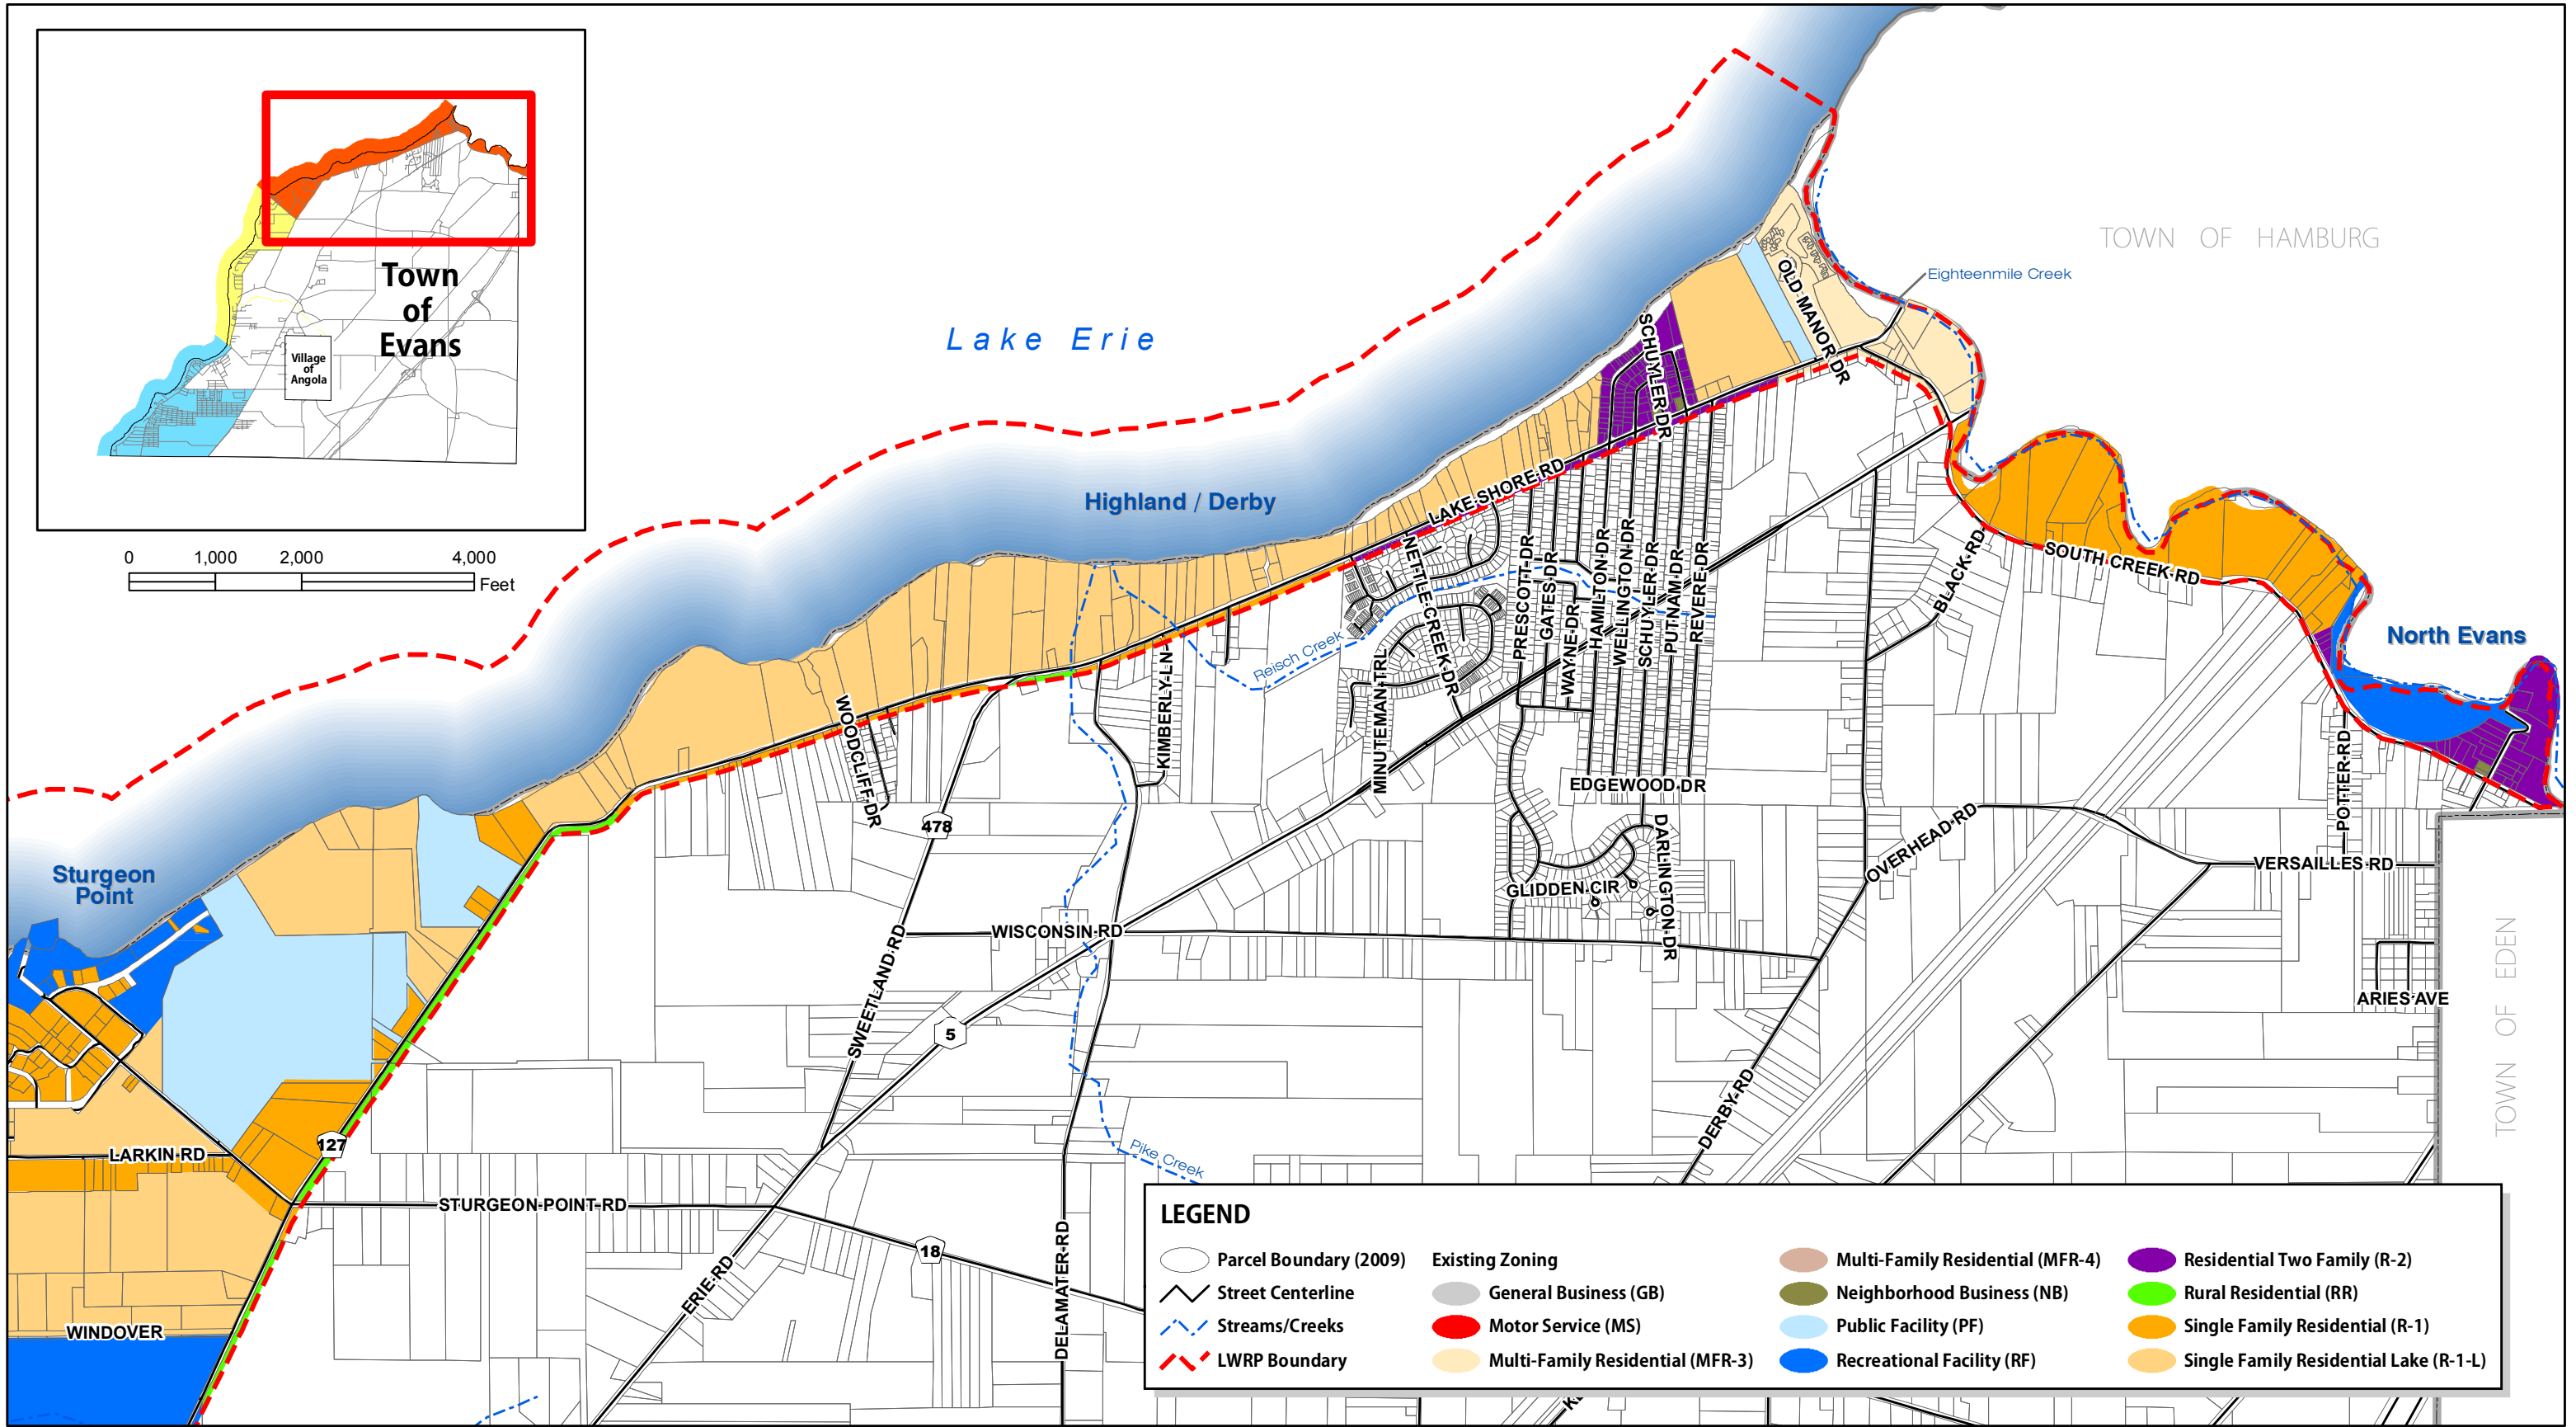 Town
of
Evans
Village
of
Angola
0 1,000 2,000 4,000
Feet
Lake Erie
TOWN OF HAMBURG
Eighteenmile Creek
OLD MANOR DR
SCHUYLER DR
Highland / Derby
LAKE SHORE RD
NETTLE CREEK DR
PRESCOTT DR
GATES DR
WAYNE DR
HAMILTON DR
WELLINGTON DR
SCHUYLER DR
PUTNAM DR
REVERE DR
BLACK RD
SOUTH CREEK RD
North Evans
Reisch Creek
KIMBERLY LN
MINUTEMAN TRL
WOODCLIFF DR
EDGEWOOD DR
POTTER RD
478
DARLINGTON DR
OVERHEAD RD
VERSAILLES RD
Sturgeon
Point
GLIDDEN CIR
WISCONSIN RD
SWEETLAND RD
ARIES AVE
TOWN OF EDEN
5
DERBY RD
127
LARKIN RD
Pike Creek
STURGEON POINT RD
18
ERIE RD
DELAMATER RD
WINDOVER
LEGEND
Parcel Boundary (2009)
Street Centerline
Streams/Creeks
LWRP Boundary
Existing Zoning
General Business (GB)
Motor Service (MS)
Multi-Family Residential (MFR-3)
Multi-Family Residential (MFR-4)
Neighborhood Business (NB)
Public Facility (PF)
Recreational Facility (RF)
Residential Two Family (R-2)
Rural Residential (RR)
Single Family Residential (R-1)
Single Family Residential Lake (R-1-L)